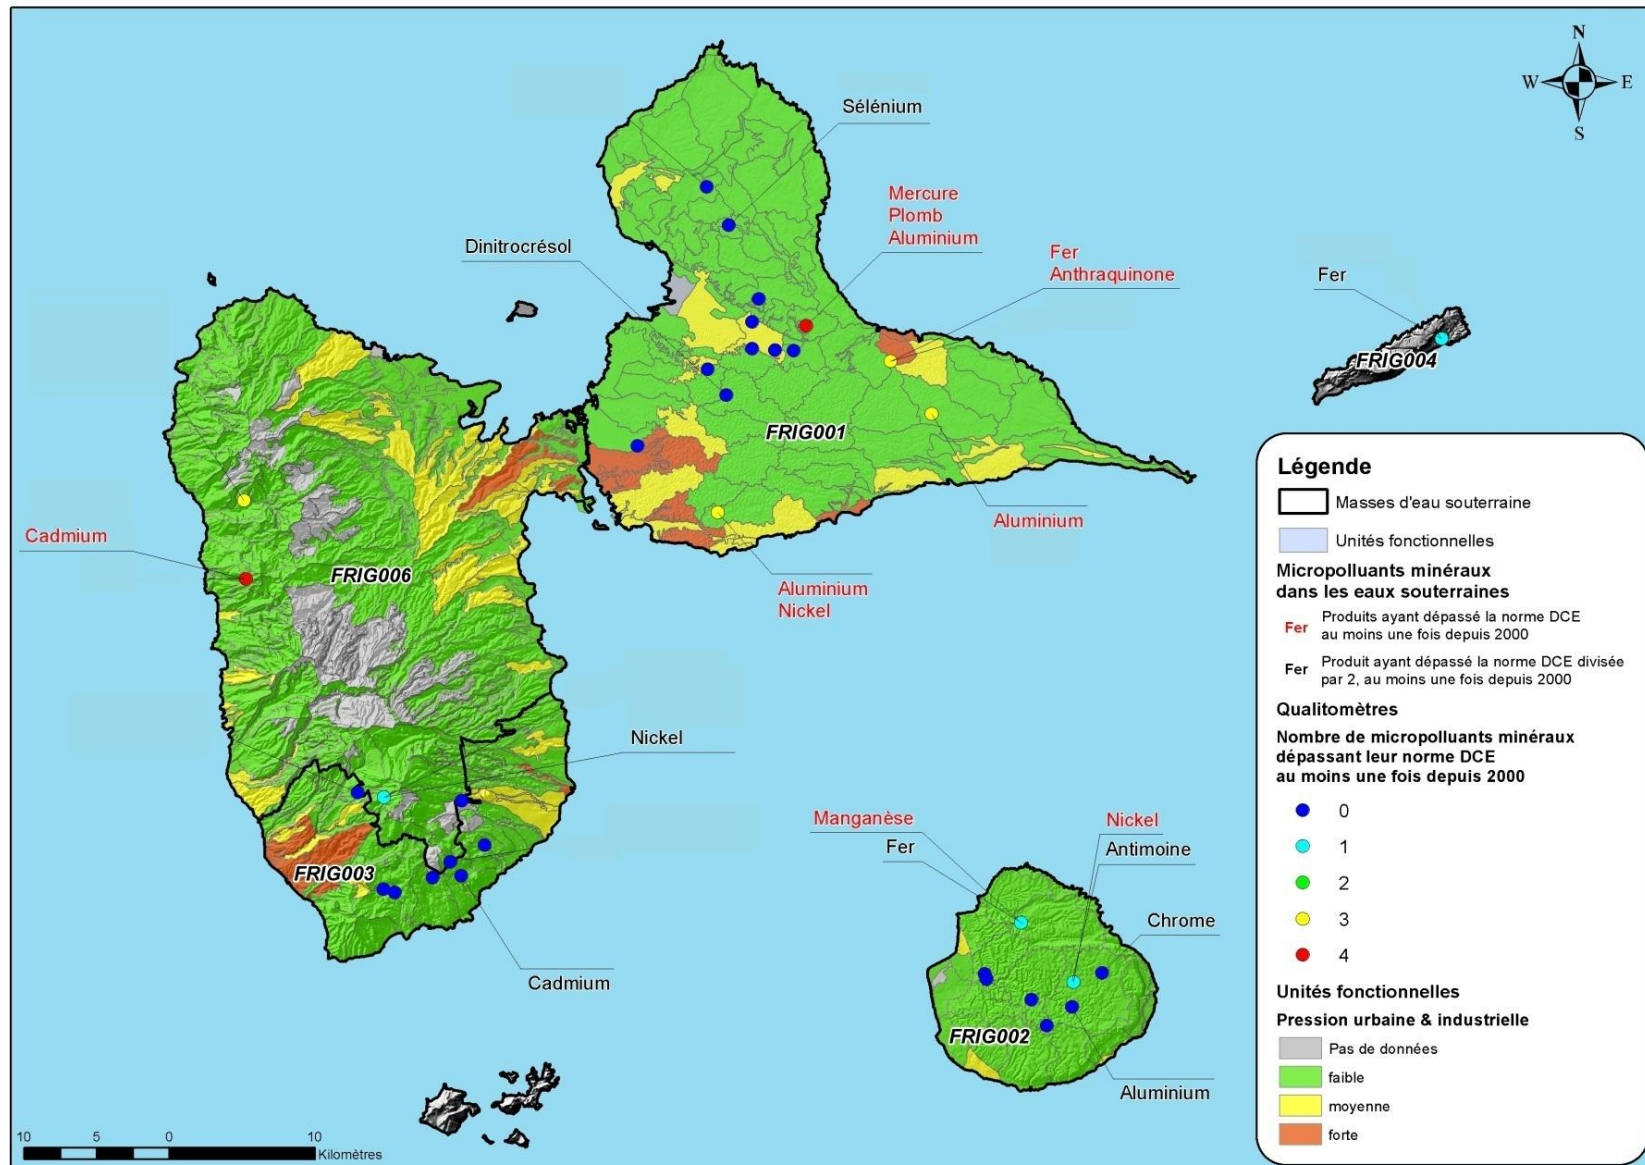 N
W
E
S
Sélénium
Mercure
Plomb
Aluminium
Dinitrocrésol
Fer
Anthraquinone
Fer
FRIG004
FRIG001
Aluminium
Cadmium
FRIG006
Aluminium
Nickel
Nickel
FRIG003
Cadmium
Manganèse
Fer
Nickel
Antimoine
Chrome
FRIG002
Aluminium
10 5 0 10
Kilomètres
Légende
Masses d'eau souterraine
Unités fonctionnelles
Micropolluants minéraux
dans les eaux souterraines
Fer Produits ayant dépassé la norme DCE
au moins une fois depuis 2000
Fer Produit ayant dépassé la norme DCE divisée
par 2, au moins une fois depuis 2000
Qualitomètres
Nombre de micropolluants minéraux
dépassant leur norme DCE
au moins une fois depuis 2000
0
1
2
3
4
Unités fonctionnelles
Pression urbaine & industrielle
Pas de données
faible
moyenne
forte